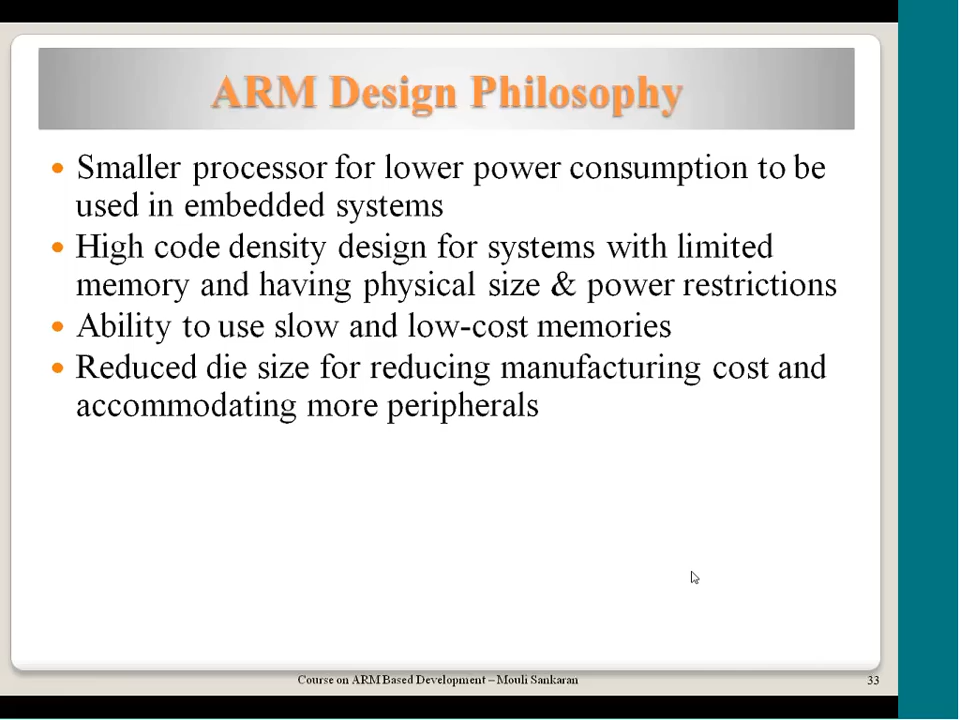 ARM Design Philosophy
• Smaller processor for lower power consumption to be
used in embedded systems
• High code density design for systems with limited
memory and having physical size & power restrictions
• Ability to use slow and low-cost memories
• Reduced die size for reducing manufacturing cost and
accommodating more peripherals
Course on ARM Based Development – Mouli Sankaran
33